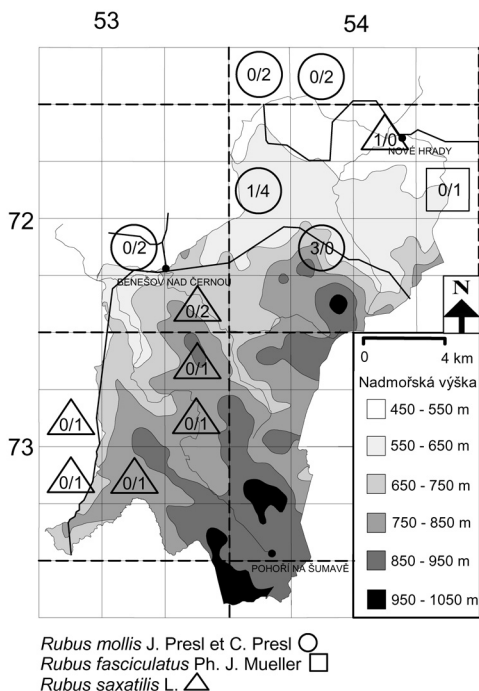 53 54
0/2 0/2
1/0
NOVÉ HRADY
1/4 0/1
72
0/2 3/0
BENEŠOV NAD ČERNOU
N
0/2
0 4 km
0/1
Nadmořská výška
450 - 550 m
0/1 0/1
550 - 650 m
73
650 - 750 m
0/1 0/1
750 - 850 m
850 - 950 m
POHOŘÍ NA ŠUMAVĚ
950 - 1050 m
Rubus mollis J. Presl et C. Presl
Rubus fasciculatus Ph. J. Mueller
Rubus saxatilis L.